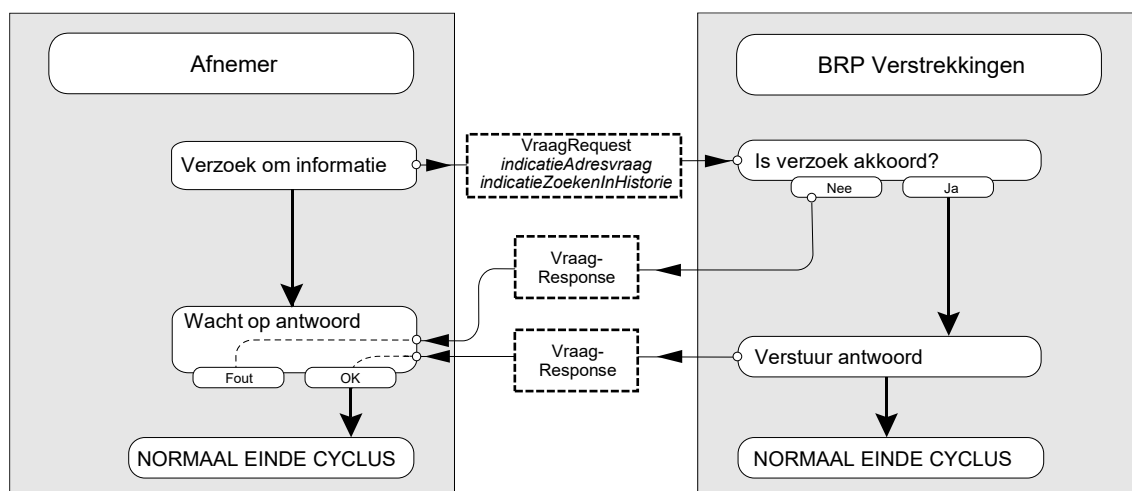 Afnemer
BRP Verstrekkingen
Verzoek om informatie
VraagRequest
indicatieAdresvraag
indicatieZoekenInHistorie
Is verzoek akkoord?
Nee
Ja
Vraag-
Response
Wacht op antwoord
Fout
OK
Vraag-
Response
Verstuur antwoord
NORMAAL EINDE CYCLUS
NORMAAL EINDE CYCLUS